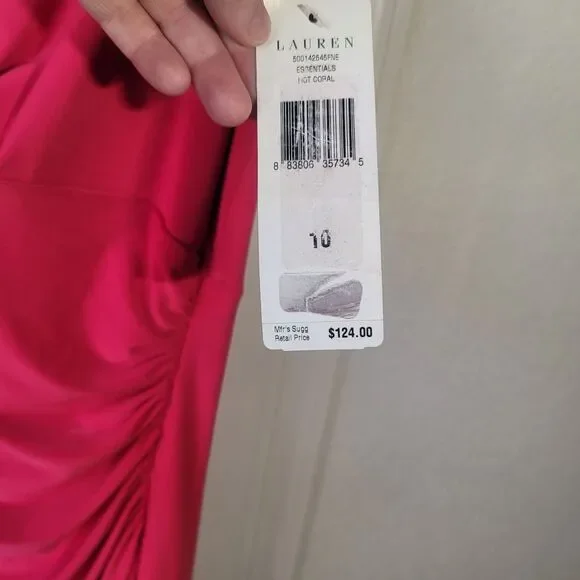 LAUREN
500142645FNE
ESSENTIALS
HOT CORAL
8 83806 35734 5
10
Mfr's Sugg
Retail Price $124.00